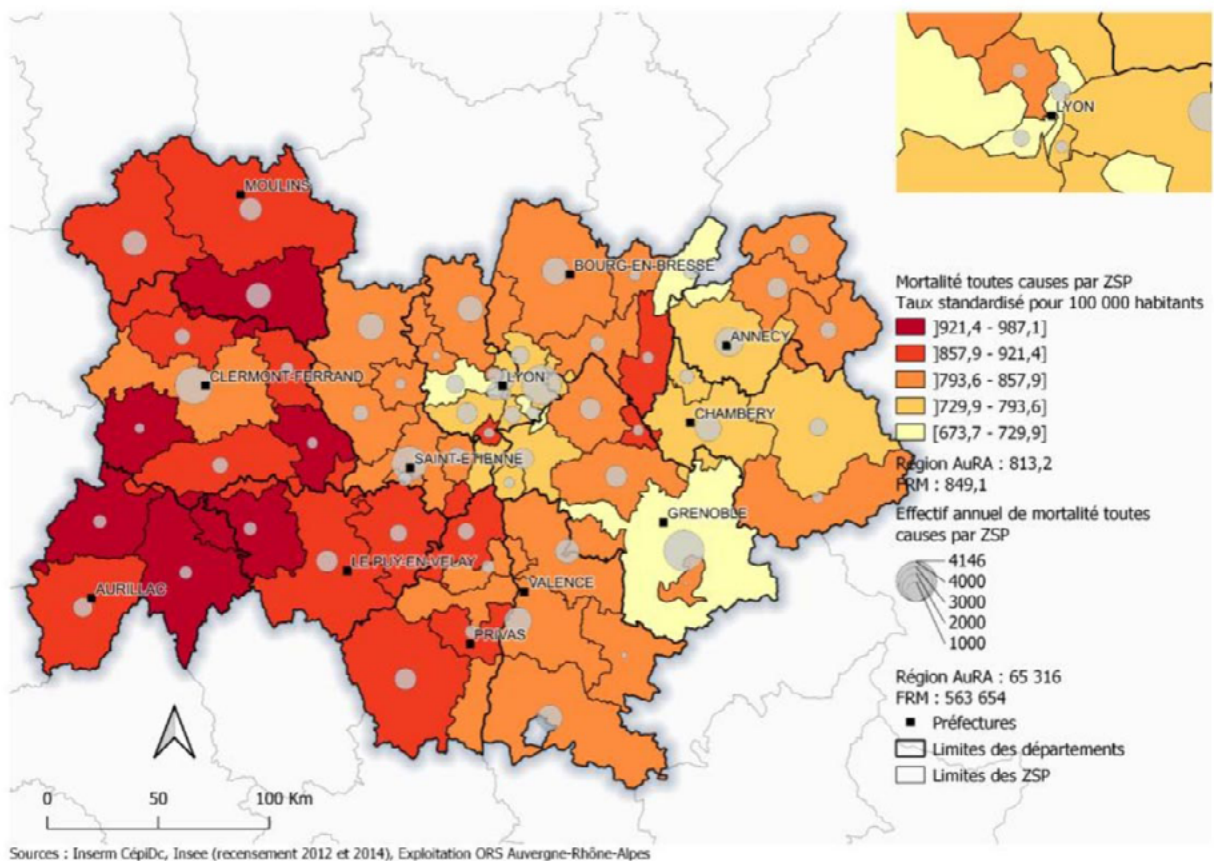 LYON
MOULINS
BOURG-EN-BRESSE
ANNECY
CLERMONT-FERRAND
LYON
CHAMBERY
SAINT-ETIENNE
GRENOBLE
LE-PUY-EN-VELAY
AURILLAC
VALENCE
PRIVAS
Mortalité toutes causes par ZSP
Taux standardisé pour 100 000 habitants
]921,4 - 987,1]
]857,9 - 921,4]
]793,6 - 857,9]
]729,9 - 793,6]
[673,7 - 729,9]
Région AuRA : 813,2
FRM : 849,1
Effectif annuel de mortalité toutes
causes par ZSP
4146
4000
3000
2000
1000
Région AuRA : 65 316
FRM : 563 654
Préfectures
Limites des départements
Limites des ZSP
0 50 100 Km
Sources : Inserm CépiDc, Insee (recensement 2012 et 2014), Exploitation ORS Auvergne-Rhône-Alpes